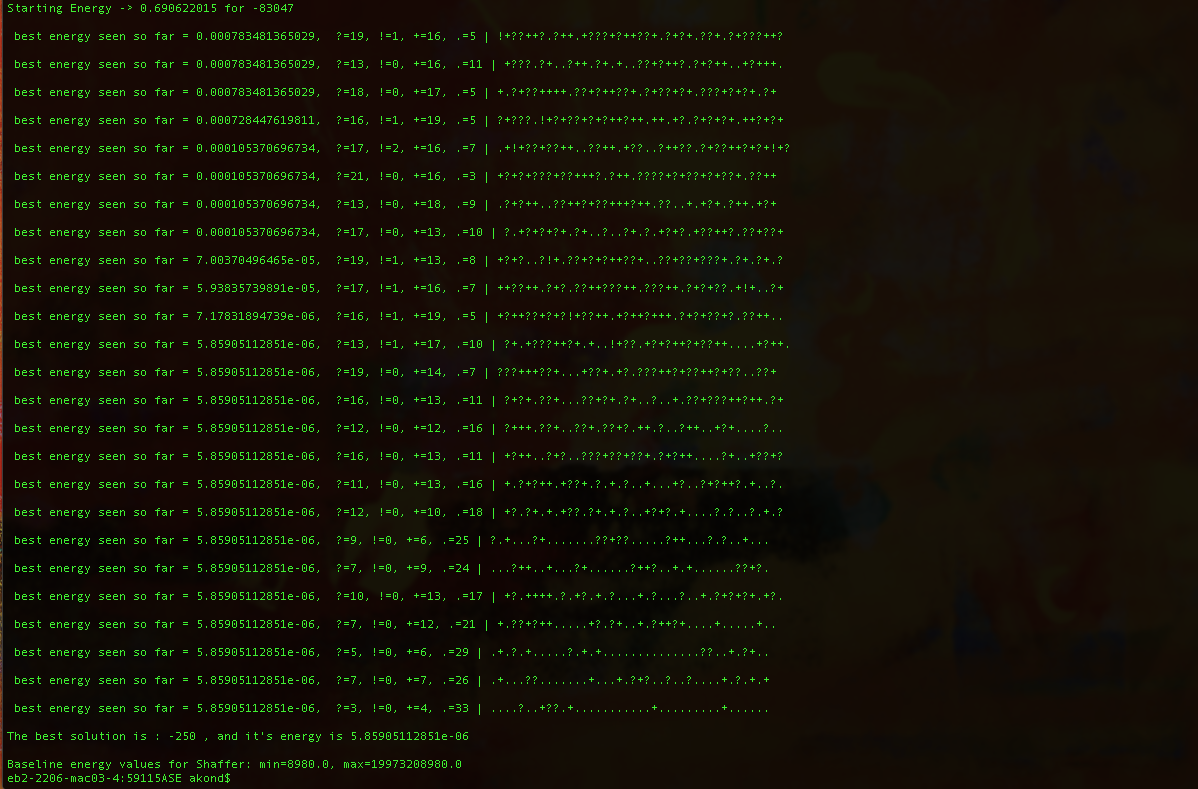 Starting Energy -> 0.690622015 for -83047
best energy seen so far = 0.000783481365029, ?=19, !=1, +=16, .=5 | !+???++?.?++.+???+?++??+.?+?+.??+.?+???++?
best energy seen so far = 0.000783481365029, ?=13, !=0, +=16, .=11 | +???.?+..?++.?.+.+..??+?++?.?+?++..+?+++.
best energy seen so far = 0.000783481365029, ?=18, !=0, +=17, .=5 | +.?+??++++.??+?++??+.?+??+?+.???+?+?+.?+
best energy seen so far = 0.000728447619811, ?=16, !=1, +=19, .=5 | ?+???.!+??+?+?+??++?++.++.+?.?+?+?+.++?+?+
best energy seen so far = 0.000105370696734, ?=17, !=2, +=16, .=7 | .+!+??+??++..??++.+??..?++??.?+??++?+?+!+?
best energy seen so far = 0.000105370696734, ?=21, !=0, +=16, .=3 | +?+?+???+??+++?.?++.????+?+??+?+??+.??++
best energy seen so far = 0.000105370696734, ?=13, !=0, +=18, .=9 | .?+?++..??++?+??+++?++.??..+.+?+.?++.+?+
best energy seen so far = 0.000105370696734, ?=17, !=0, +=13, .=10 | ?.+?+?+?+.?+..?..?+.?.+?+?.+?+??++?.??+??+
best energy seen so far = 7.00370496465e-05, ?=19, !=1, +=13, .=8 | +?+?..?!+.??+?+?++??+..??+??+???+.?+.?+.?
best energy seen so far = 5.93835739891e-05, ?=17, !=1, +=16, .=7 | ++??++.?+?.??++???++.???++.?+?+??.+!+..?+
best energy seen so far = 7.17831894739e-06, ?=16, !=1, +=19, .=5 | +?++??+?+?!+??++.+?++?+++.?+?++?+?.??++..
best energy seen so far = 5.85905112851e-06, ?=13, !=1, +=17, .=10 | ?+.+???++?+.+..!+??.+?+?++?+??++....+?++.
best energy seen so far = 5.85905112851e-06, ?=19, !=0, +=14, .=7 | ???+++??+...+??+.+?.???++?+??++?+??..??+
best energy seen so far = 5.85905112851e-06, ?=16, !=0, +=13, .=11 | ?+?+.??+...??+?+.?+..?..+.??+???++?++.?+
best energy seen so far = 5.85905112851e-06, ?=12, !=0, +=12, .=16 | ?+++.??+..??+.??+?.++.?..?++..+?+....?..
best energy seen so far = 5.85905112851e-06, ?=16, !=0, +=13, .=11 | +?++..?+?..???+??+??+.?+?++....?+..+??+?
best energy seen so far = 5.85905112851e-06, ?=11, !=0, +=13, .=16 | +.?+?++.+??+.?.+.?..+...+?..?+?++?.+..?.
best energy seen so far = 5.85905112851e-06, ?=12, !=0, +=10, .=18 | +?.?+.+.+??.?+.+.?..+?+?.+....?.?..?.+.?
best energy seen so far = 5.85905112851e-06, ?=9, !=0, +=6, .=25 | ?.+...?+.......??+??.....?++...?.?..+...
best energy seen so far = 5.85905112851e-06, ?=7, !=0, +=9, .=24 | ...?++..+...?+......?++?..+.+......??+?.
best energy seen so far = 5.85905112851e-06, ?=10, !=0, +=13, .=17 | +?.++++.?.+?.+.?...+.?...?..+.?+?+?+.+?.
best energy seen so far = 5.85905112851e-06, ?=7, !=0, +=12, .=21 | +.??+?++.....+?.?+..+.?++?+....+.....+..
best energy seen so far = 5.85905112851e-06, ?=5, !=0, +=6, .=29 | .+.?.+.....?.+.+..............??..+.?+..
best energy seen so far = 5.85905112851e-06, ?=7, !=0, +=7, .=26 | .+...??.......+...+.?+?..?..?....+.?.+.+
best energy seen so far = 5.85905112851e-06, ?=3, !=0, +=4, .=33 | ....?..+??.+...........+.........+......
The best solution is : -250 , and it's energy is 5.85905112851e-06
Baseline energy values for Shaffer: min=8980.0, max=19973208980.0
eb2-2206-mac03-4:59115ASE akond$